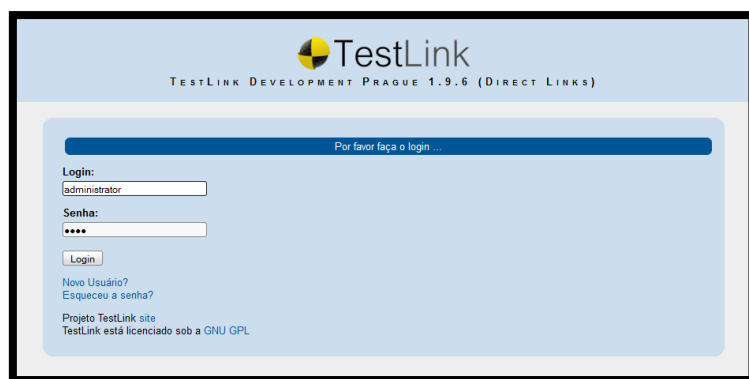 TestLink
TestLink Development Prague 1.9.6 (Direct Links)
Por favor faça o login ...
Login:
administrator
Senha:
••••
Login
Novo Usuário?
Esqueceu a senha?
Projeto TestLink site
TestLink está licenciado sob a GNU GPL